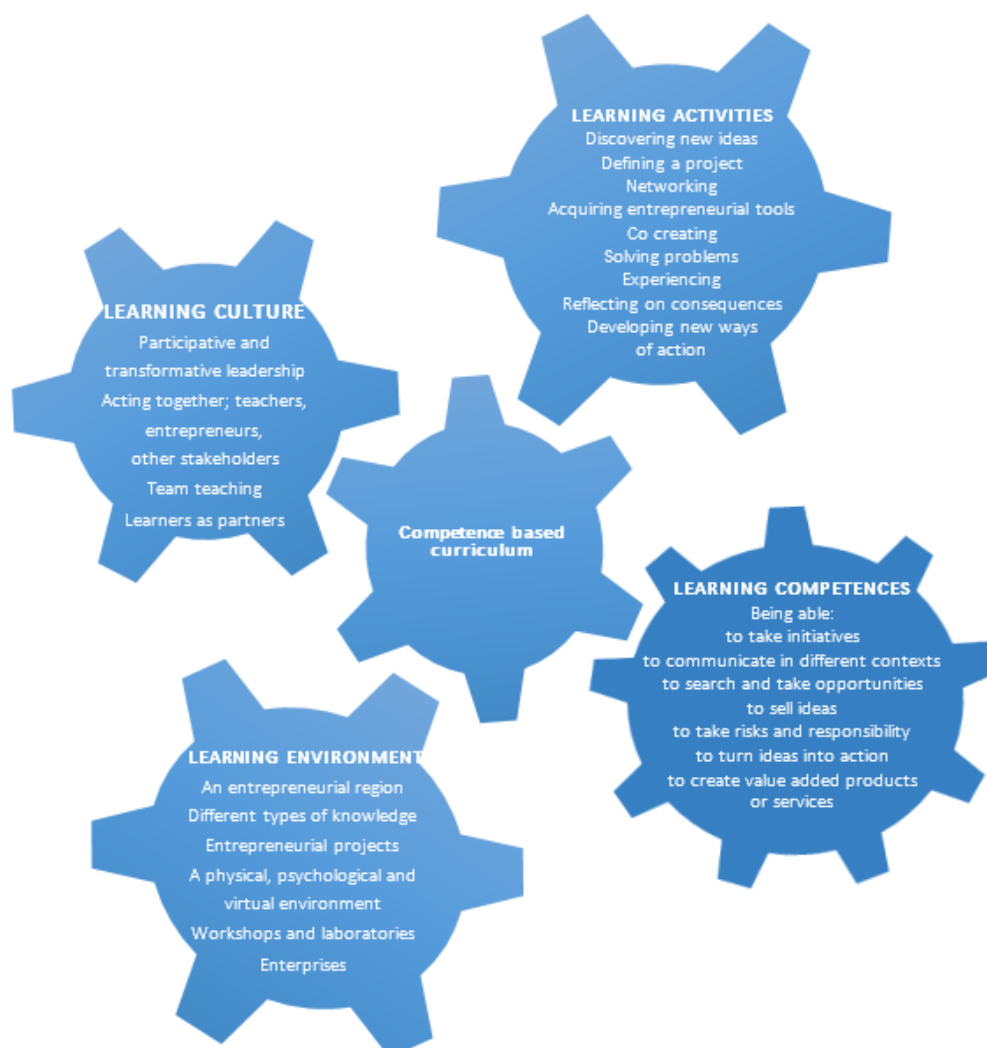 LEARNING ACTIVITIES
Discovering new ideas
Defining a project
Networking
Acquiring entrepreneurial tools
Co creating
Solving problems
Experiencing
Reflecting on consequences
Developing new ways
of action
LEARNING CULTURE
Participative and
transformative leadership
Acting together; teachers,
entrepreneurs,
other stakeholders
Team teaching
Learners as partners
Competence based
curriculum
LEARNING COMPETENCES
Being able:
to take initiatives
to communicate in different contexts
to search and take opportunities
to sell ideas
to take risks and responsibility
to turn ideas into action
to create value added products
or services
LEARNING ENVIRONMENT
An entrepreneurial region
Different types of knowledge
Entrepreneurial projects
A physical, psychological and
virtual environment
Workshops and laboratories
Enterprises